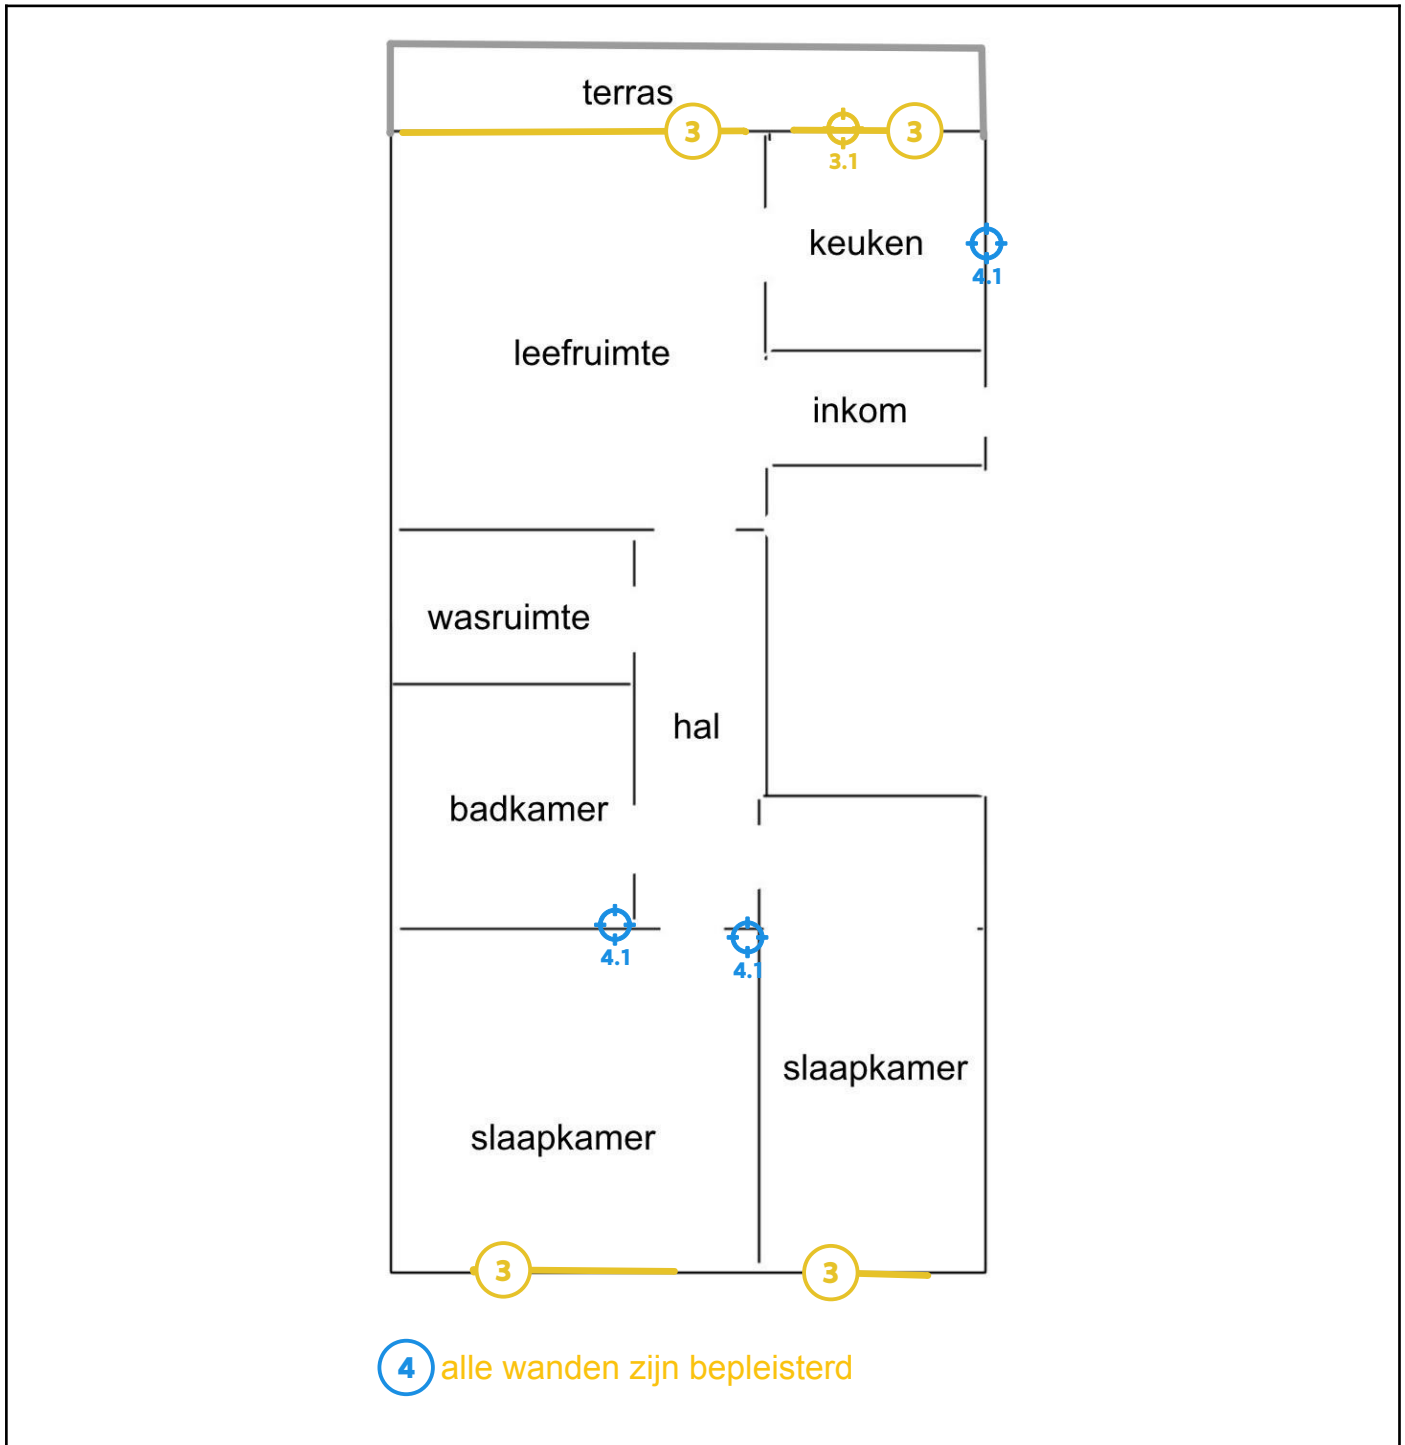 terras
3
3
3.1
keuken
4.1
leefruimte
inkom
wasruimte
hal
badkamer
4.1
4.1
slaapkamer
slaapkamer
3
3
4 alle wanden zijn bepleisterd